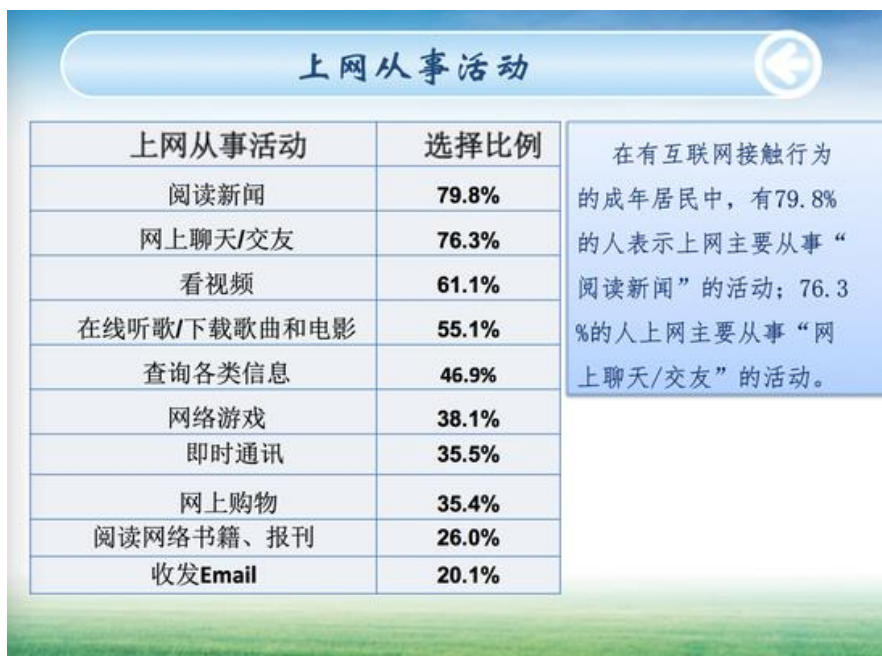 上网从事活动
上网从事活动 选择比例
阅读新闻 79.8%
网上聊天/交友 76.3%
看视频 61.1%
在线听歌/下载歌曲和电影 55.1%
查询各类信息 46.9%
网络游戏 38.1%
即时通讯 35.5%
网上购物 35.4%
阅读网络书籍、报刊 26.0%
收发Email 20.1%
在有互联网接触行为
的成年居民中，有79.8%
的人表示上网主要从事“
阅读新闻”的活动；76.3
%的人上网主要从事“网
上聊天/交友”的活动。